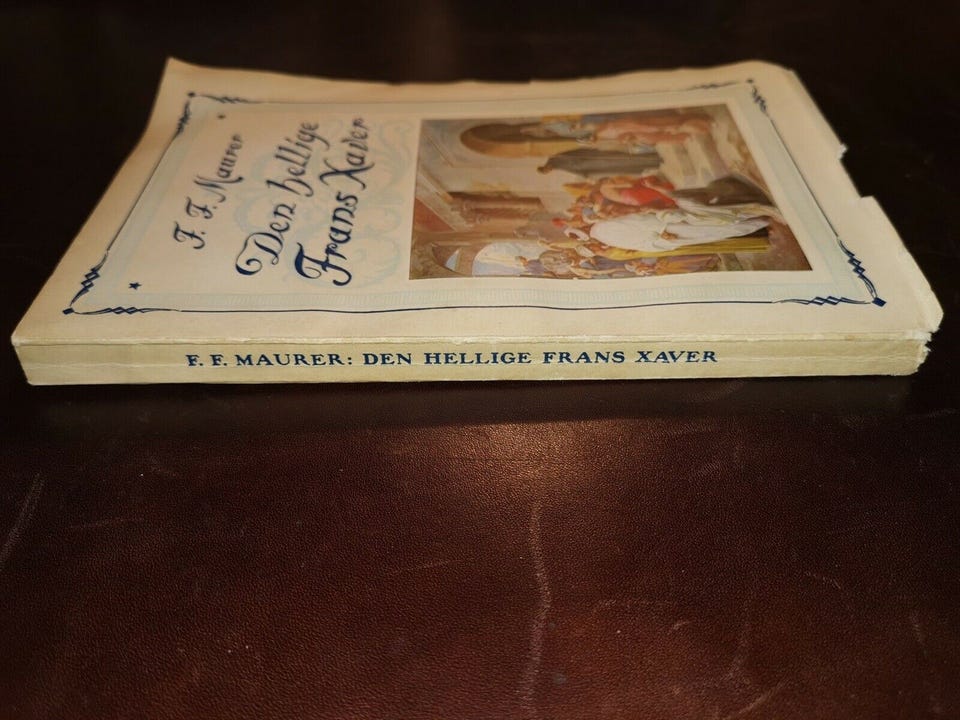 F. F. Maurer
Den hellige
Frans Xaver
F. F. MAURER: DEN HELLIGE FRANS XAVER